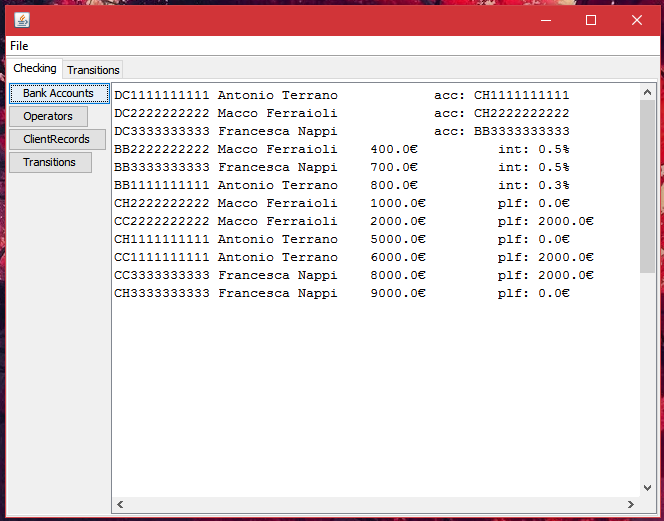 File
Checking Transitions
Bank Accounts
Operators
ClientRecords
Transitions
DC1111111111 Antonio Terrano acc: CH1111111111
DC2222222222 Macco Ferraioli acc: CH2222222222
DC3333333333 Francesca Nappi acc: BB3333333333
BB2222222222 Macco Ferraioli 400.0€ int: 0.5%
BB3333333333 Francesca Nappi 700.0€ int: 0.5%
BB1111111111 Antonio Terrano 800.0€ int: 0.3%
CH2222222222 Macco Ferraioli 1000.0€ plf: 0.0€
CC2222222222 Macco Ferraioli 2000.0€ plf: 2000.0€
CH1111111111 Antonio Terrano 5000.0€ plf: 0.0€
CC1111111111 Antonio Terrano 6000.0€ plf: 2000.0€
CC3333333333 Francesca Nappi 8000.0€ plf: 2000.0€
CH3333333333 Francesca Nappi 9000.0€ plf: 0.0€